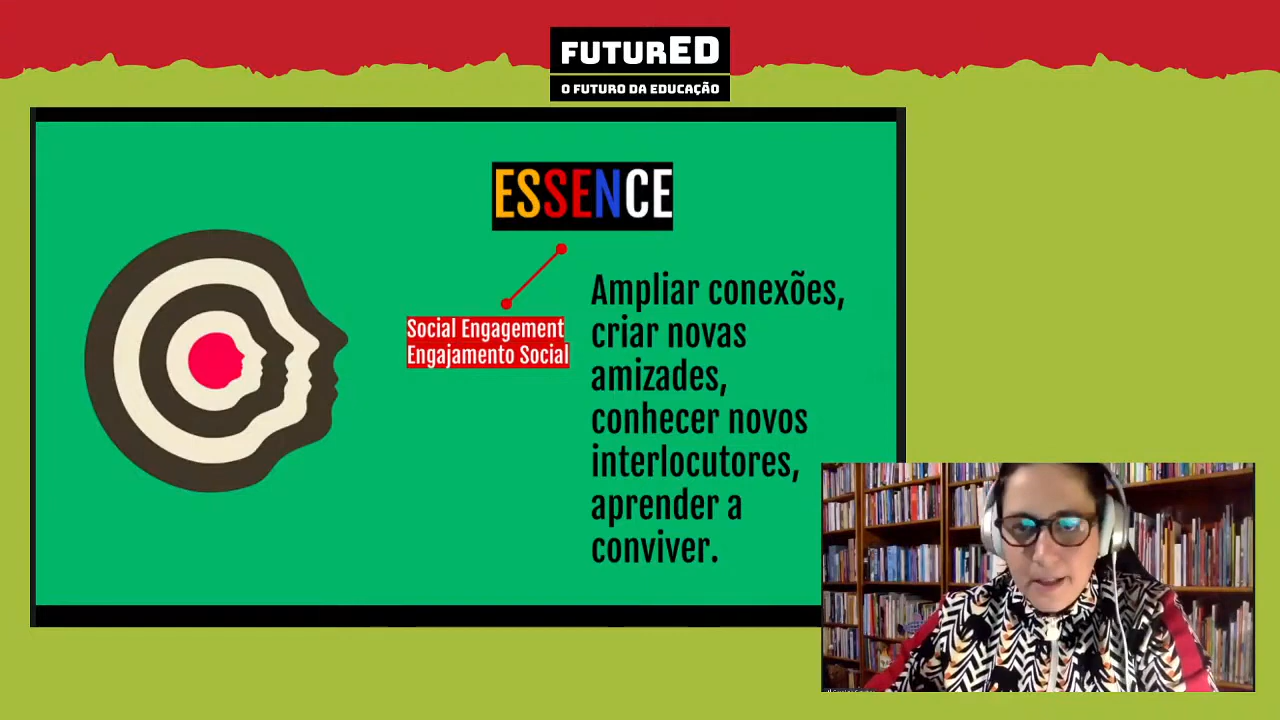 FUTURED
O FUTURO DA EDUCAÇÃO
ESSENCE
Social Engagement
Engajamento Social
Ampliar conexões,
criar novas
amizades,
conhecer novos
interlocutores,
aprender a
conviver.